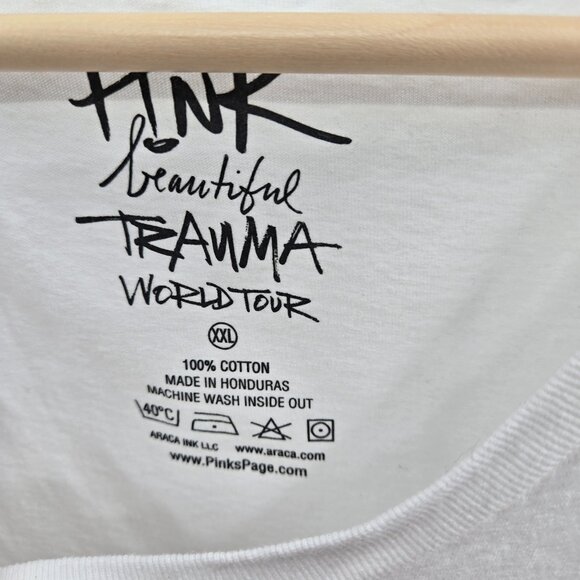 P!NK
beautiful
TRAUMA
WORLD TOUR
XXL
100% COTTON
MADE IN HONDURAS
MACHINE WASH INSIDE OUT
40°C
ARACA INK LLC www.araca.com
www.PinksPage.com